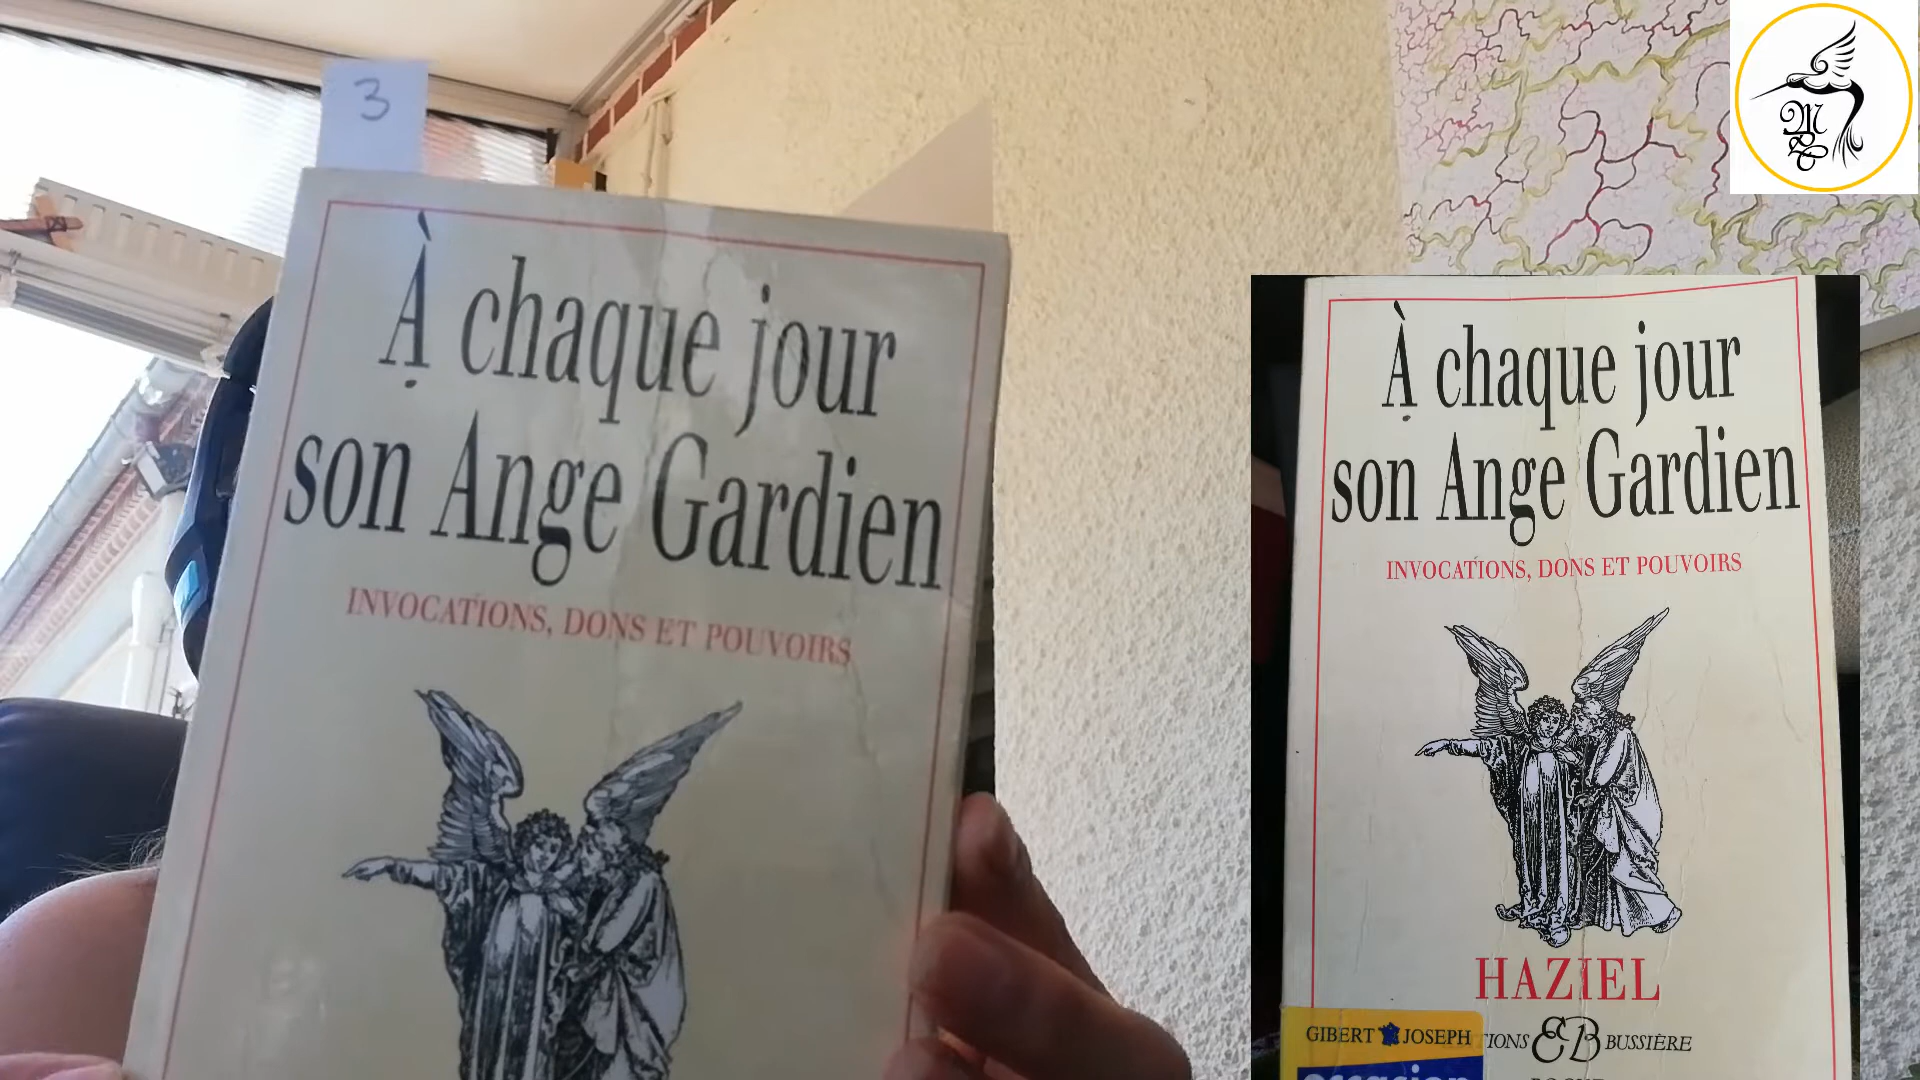 3
À chaque jour
son Ange Gardien
INVOCATIONS, DONS ET POUVOIRS
À chaque jour
son Ange Gardien
INVOCATIONS, DONS ET POUVOIRS
HAZIEL
GIBERT JOSEPH
TIONS EB BUSSIÈRE
occasion